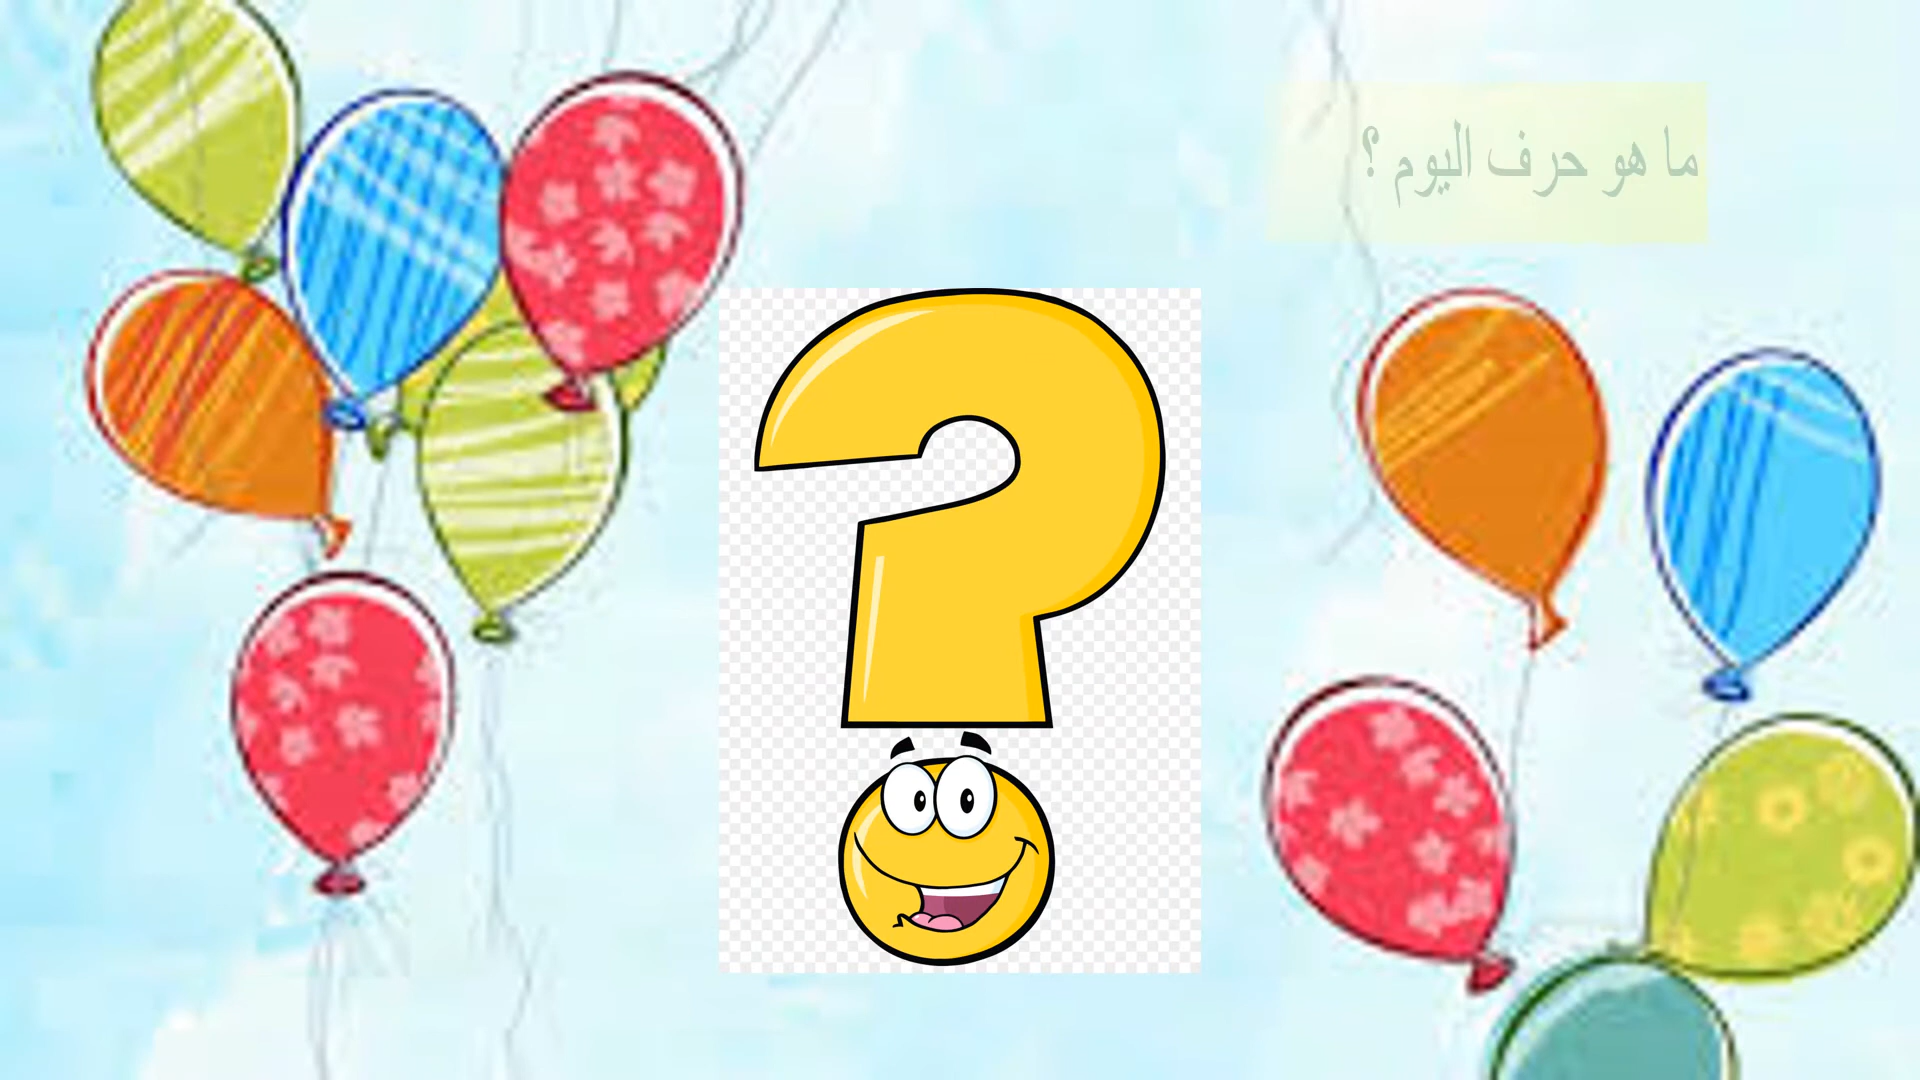 ما هو حرف اليوم ؟